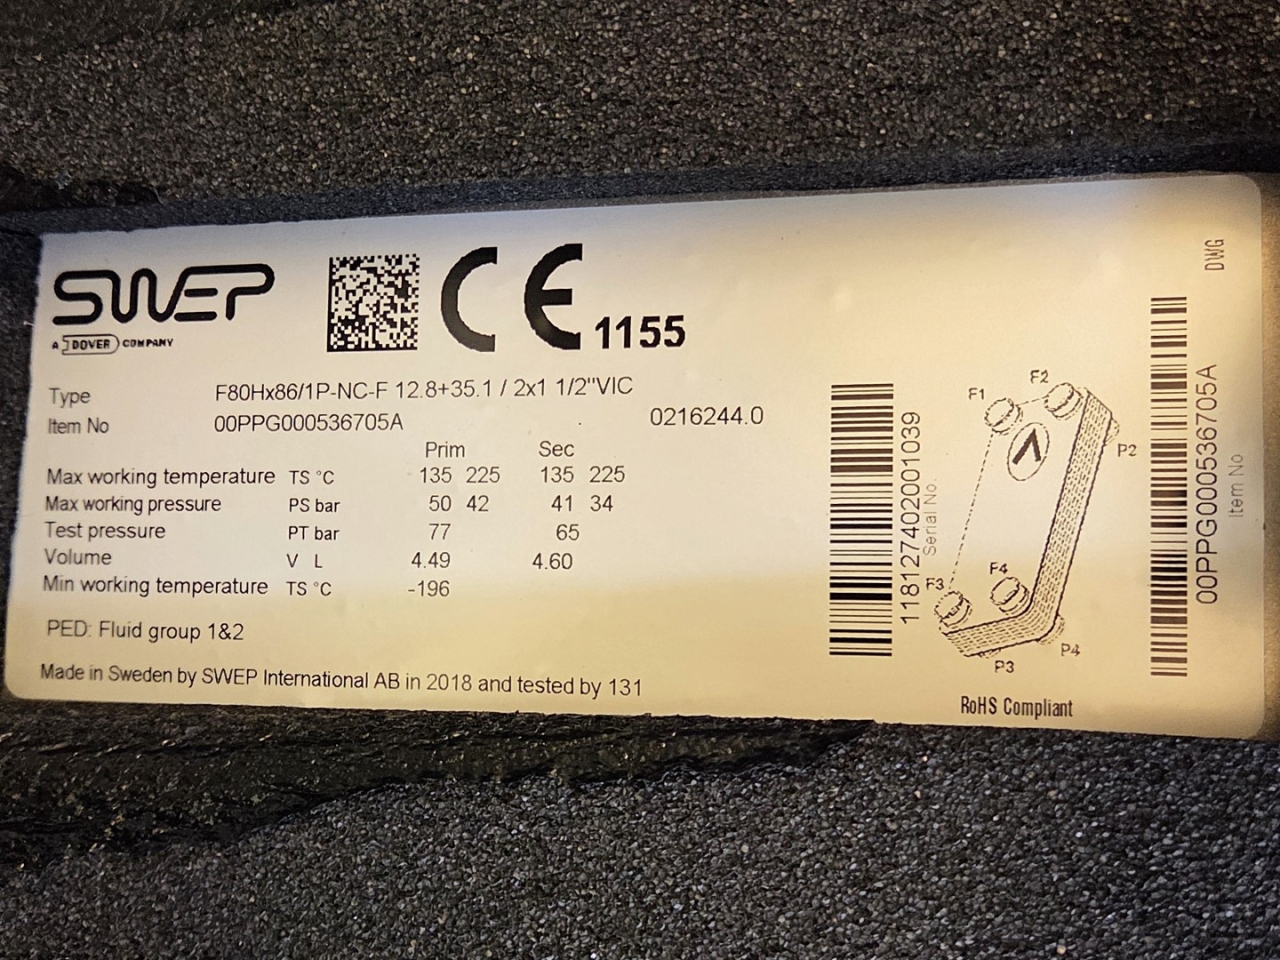 SWEP
A DOVER COMPANY
CE 1155
Type F80Hx86/1P-NC-F 12.8+35.1 / 2x1 1/2"VIC
Item No 00PPG000536705A 0216244.0
Prim Sec
Max working temperature TS °C 135 225 135 225
Max working pressure PS bar 50 42 41 34
Test pressure PT bar 77 65
Volume V L 4.49 4.60
Min working temperature TS °C -196
PED: Fluid group 1&2
Made in Sweden by SWEP International AB in 2018 and tested by 131
118127402001039
Serial No.
F1
F2
P2
F3
F4
P3
P4
RoHS Compliant
DWG
00PPG000536705A
Item No